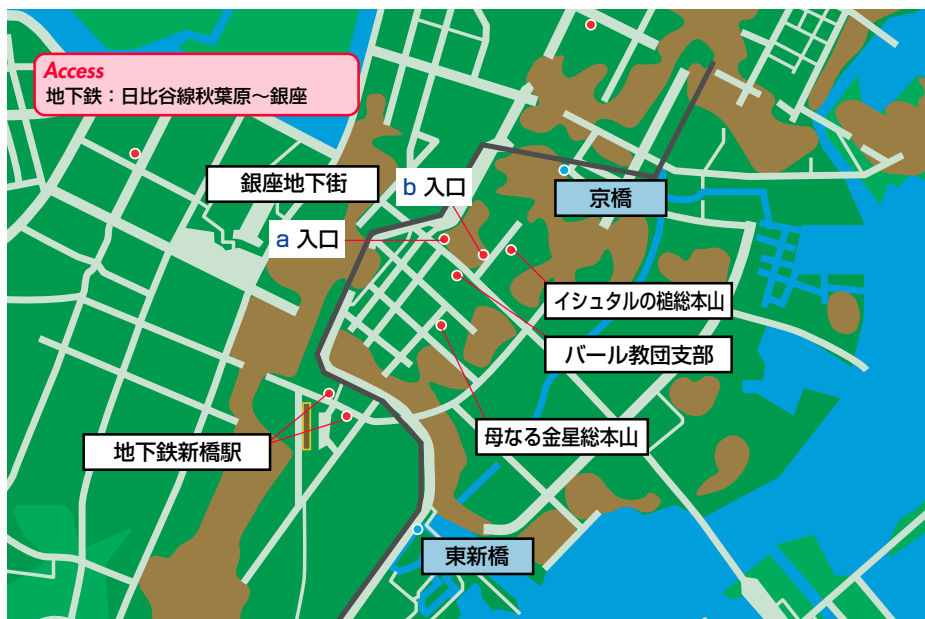 Access
地下鉄：日比谷線秋葉原～銀座
銀座地下街
b 入口
京橋
a 入口
イシュタルの槌総本山
バール教団支部
母なる金星総本山
地下鉄新橋駅
東新橋